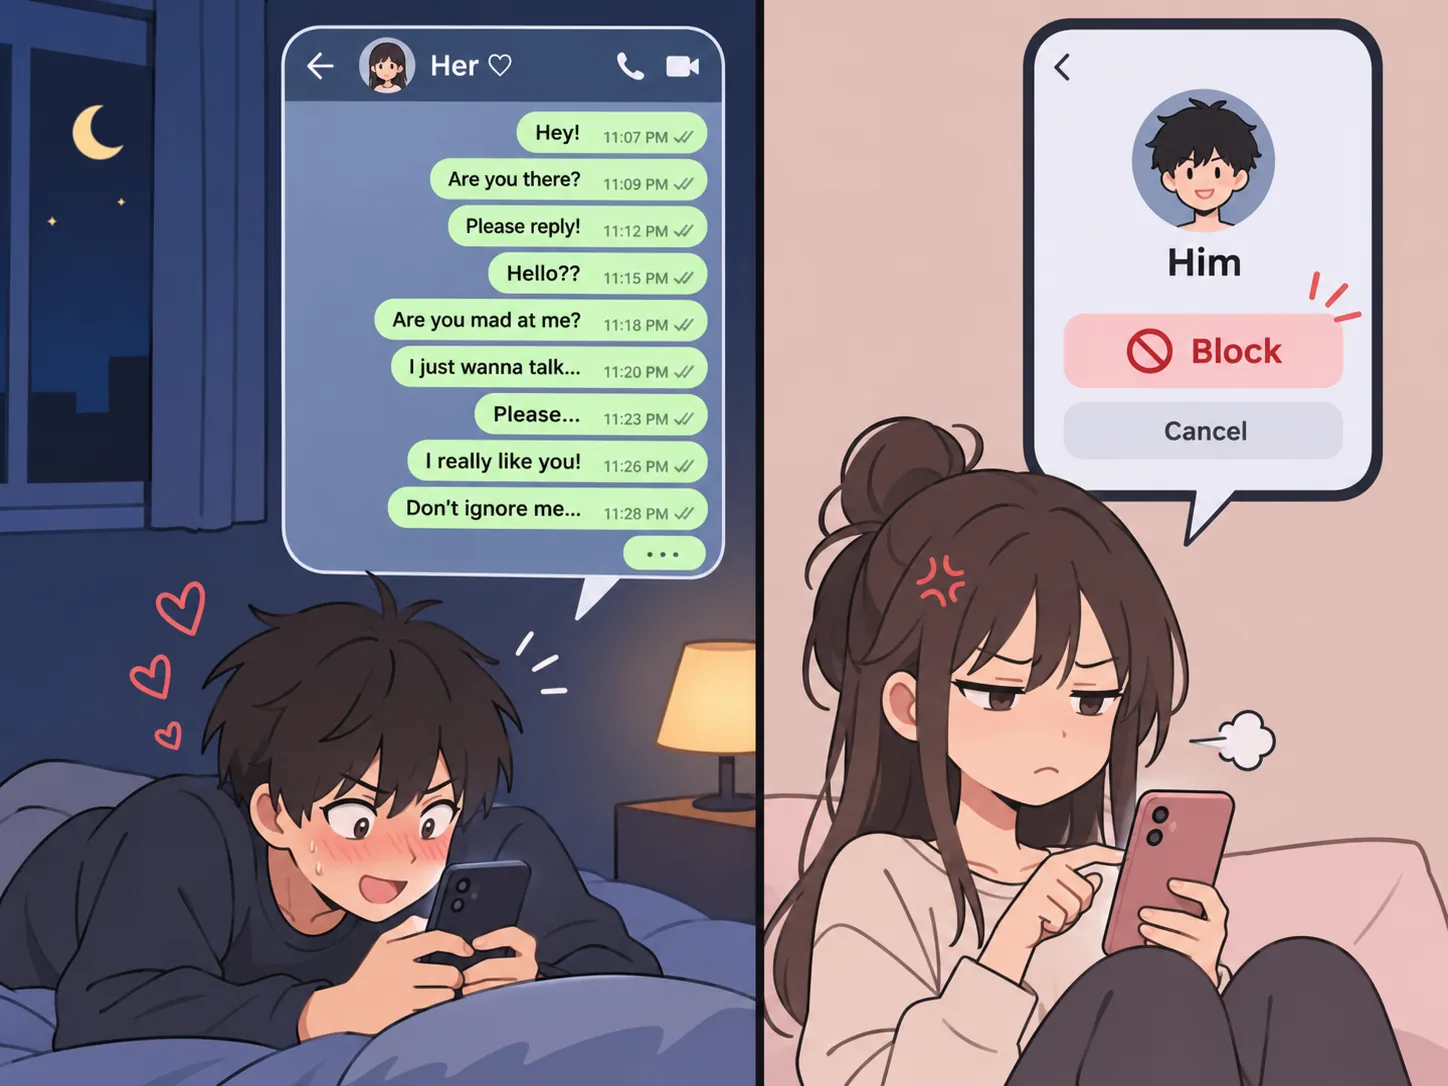 Her ♡
Hey! 11:07 PM
Are you there? 11:09 PM
Please reply! 11:12 PM
Hello?? 11:15 PM
Are you mad at me? 11:18 PM
I just wanna talk... 11:20 PM
Please... 11:23 PM
I really like you! 11:26 PM
Don't ignore me... 11:28 PM
...
Him
Block
Cancel